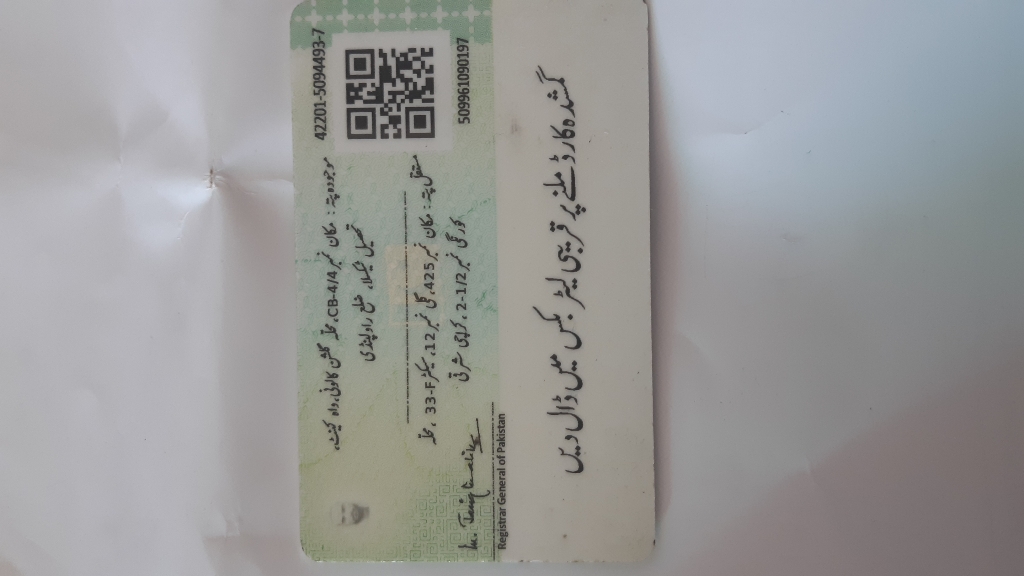 42201-5094493-7
موجودہ پتہ: مکان نمبر CB-4/4، محلہ گلشن کالونی، واہ کینٹ،
تحصیل ٹیکسلا، ضلع راولپنڈی
مستقل پتہ: مکان نمبر 425، گلی نمبر 12، سیکٹر 33-F، محلہ
کورنگی نمبر 2-1/2، کراچی شرقی
509961090197
Registrar General of Pakistan
گمشدہ کارڈ ملنے پر قریبی لیٹر بکس میں ڈال دیں